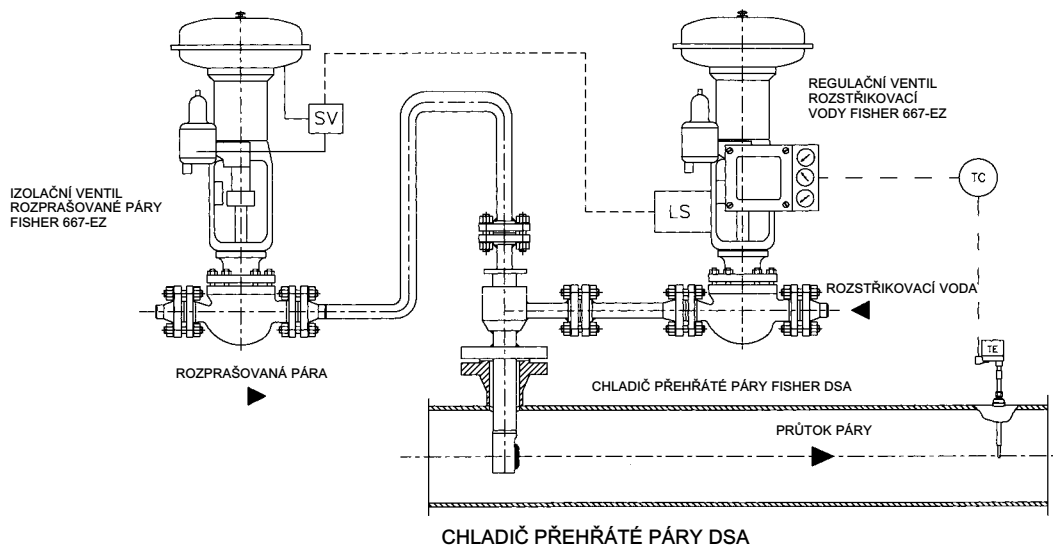 REGULAČNÍ VENTIL
ROZSTŘIKOVACÍ
VODY FISHER 667-EZ
SV
TC
IZOLAČNÍ VENTIL
ROZPRAŠOVANÉ PÁRY
FISHER 667-EZ
LS
ROZSTŘIKOVACÍ VODA
TE
ROZPRAŠOVANÁ PÁRA
CHLADIČ PŘEHŘÁTÉ PÁRY FISHER DSA
PRŮTOK PÁRY
CHLADIČ PŘEHŘÁTÉ PÁRY DSA